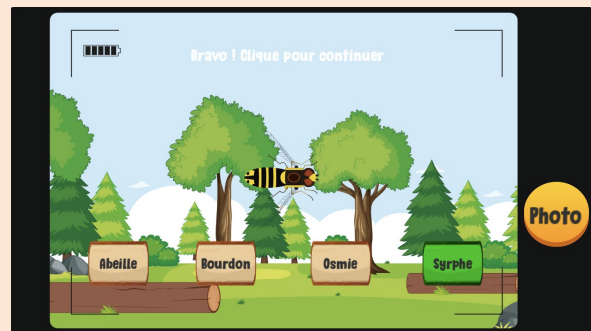 Bravo ! Clique pour continuer
Photo
Abeille
Bourdon
Osmie
Syrphe